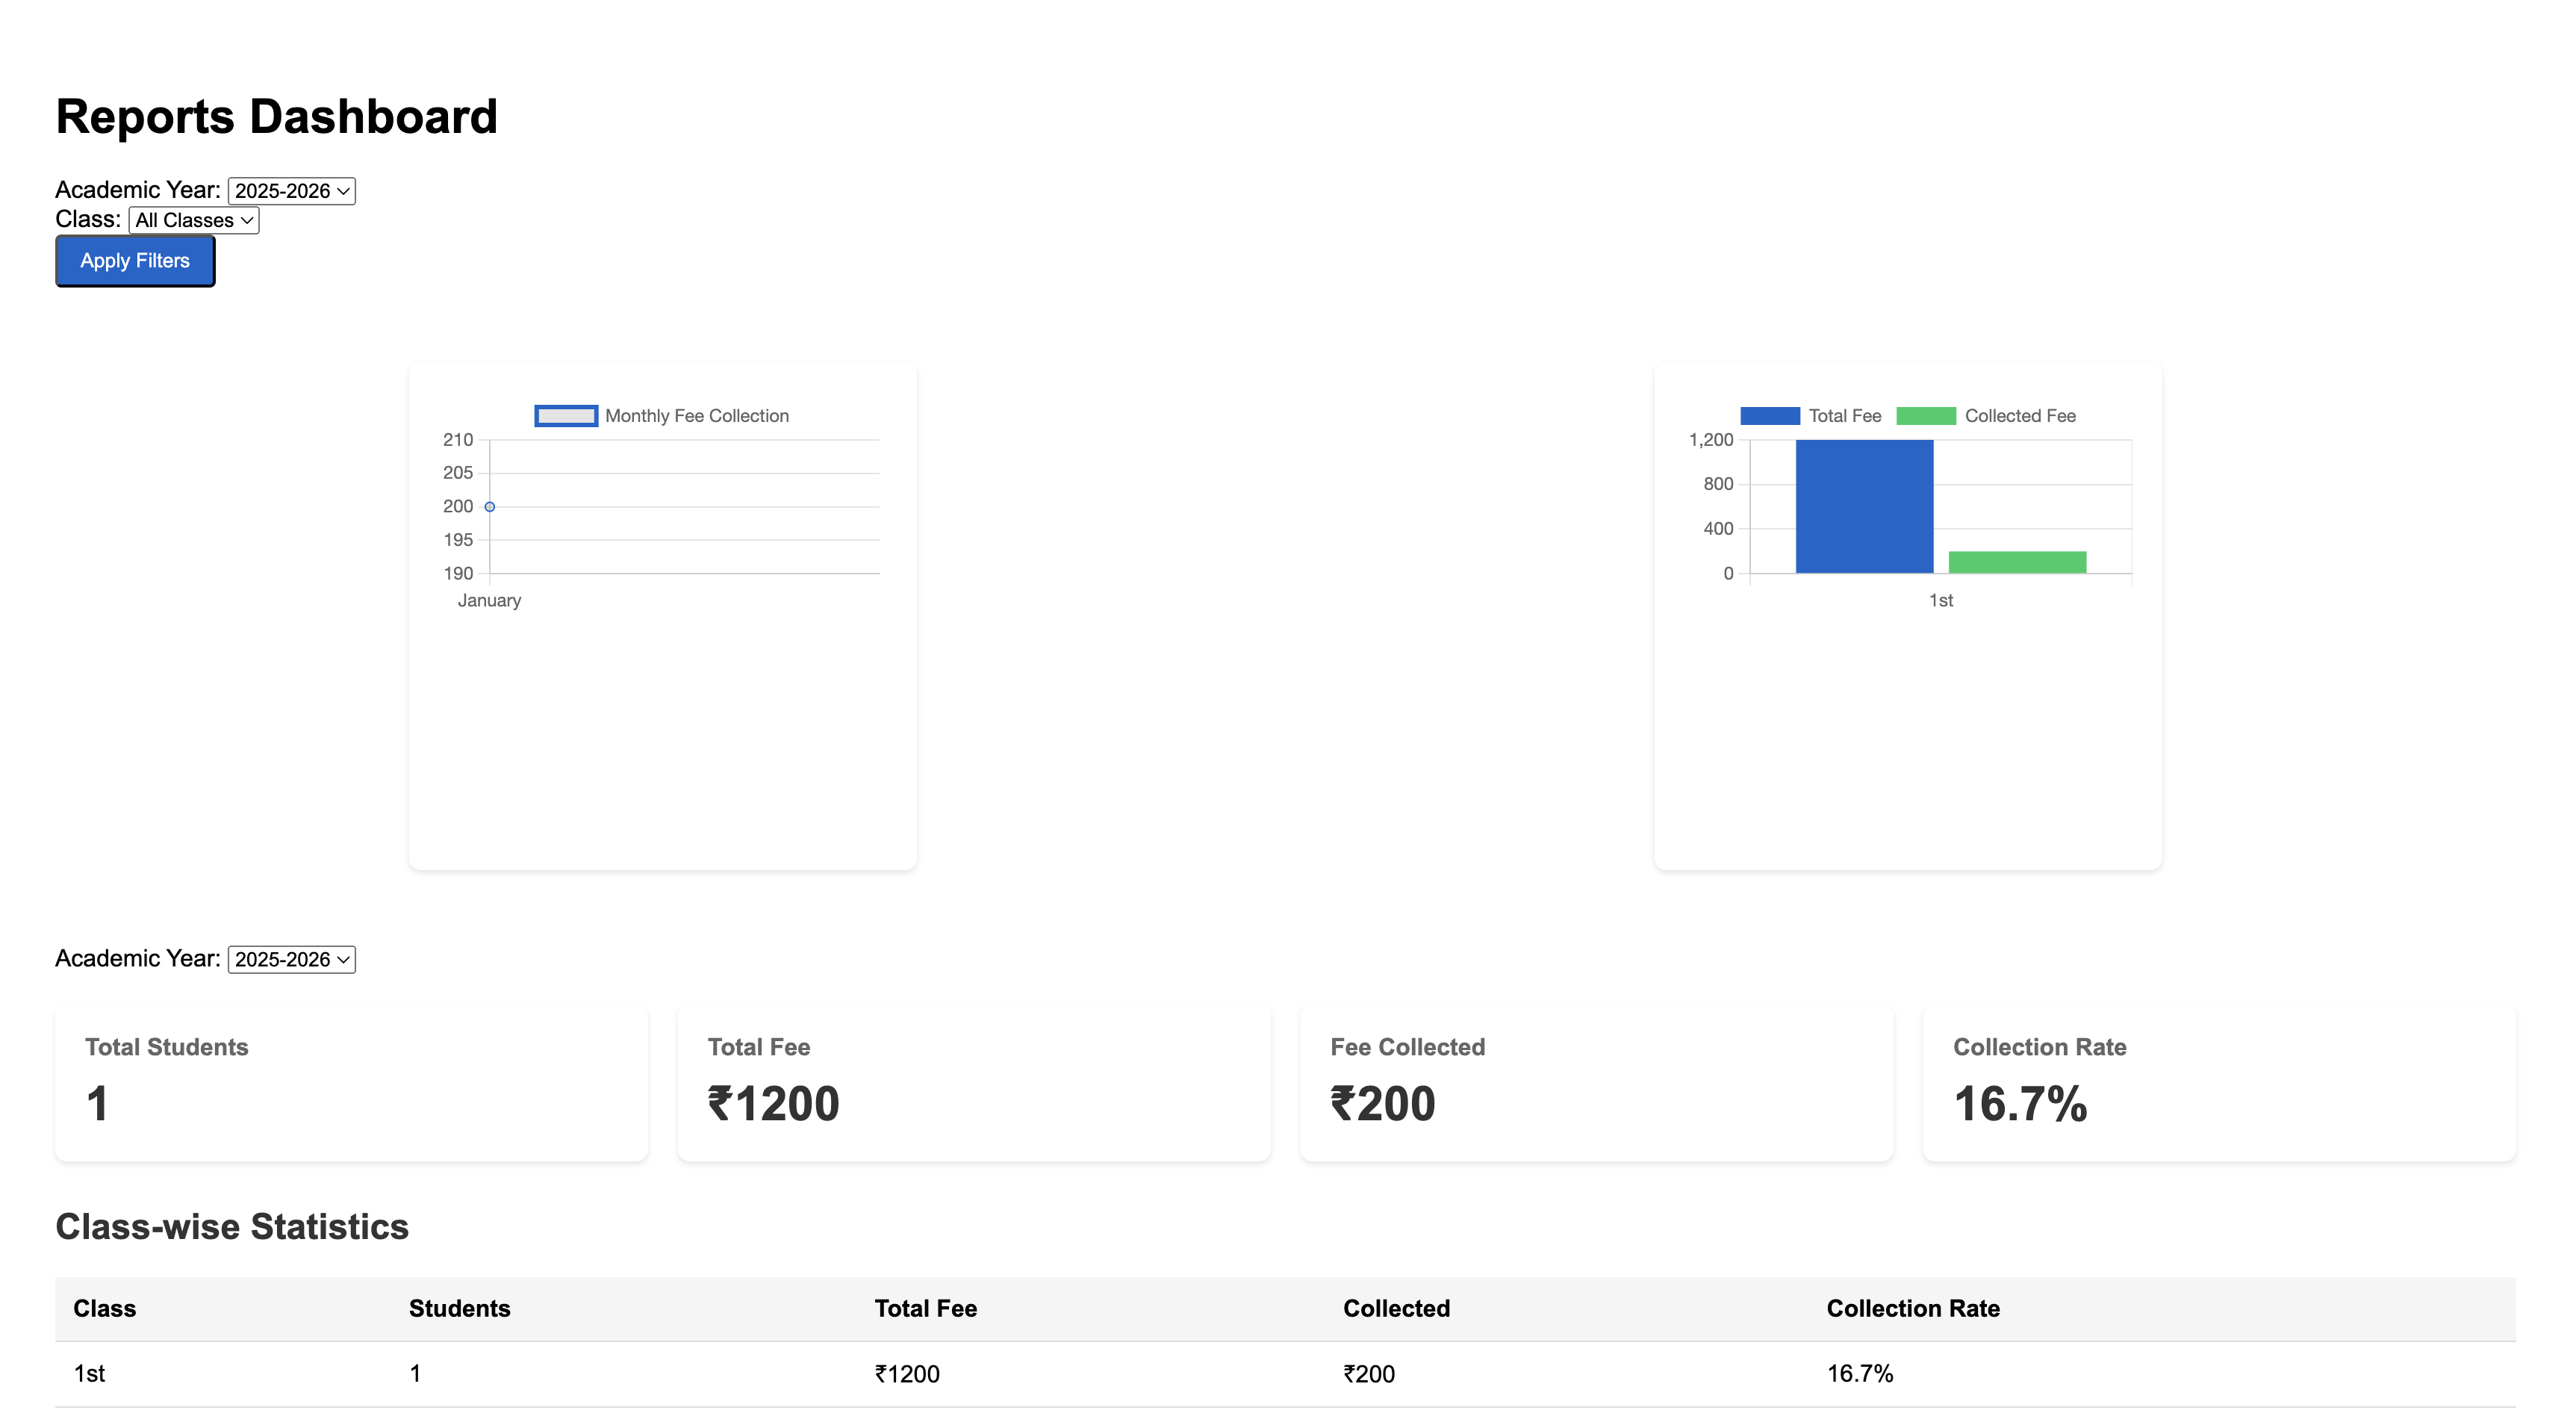 Reports Dashboard
Academic Year: 2025-2026
Class: All Classes
Apply Filters
Monthly Fee Collection
210
205
200
195
190
January
Total Fee Collected Fee
1,200
800
400
0
1st
Academic Year: 2025-2026
Total Students
1
Total Fee
₹1200
Fee Collected
₹200
Collection Rate
16.7%
Class-wise Statistics
Class Students Total Fee Collected Collection Rate
1st 1 ₹1200 ₹200 16.7%